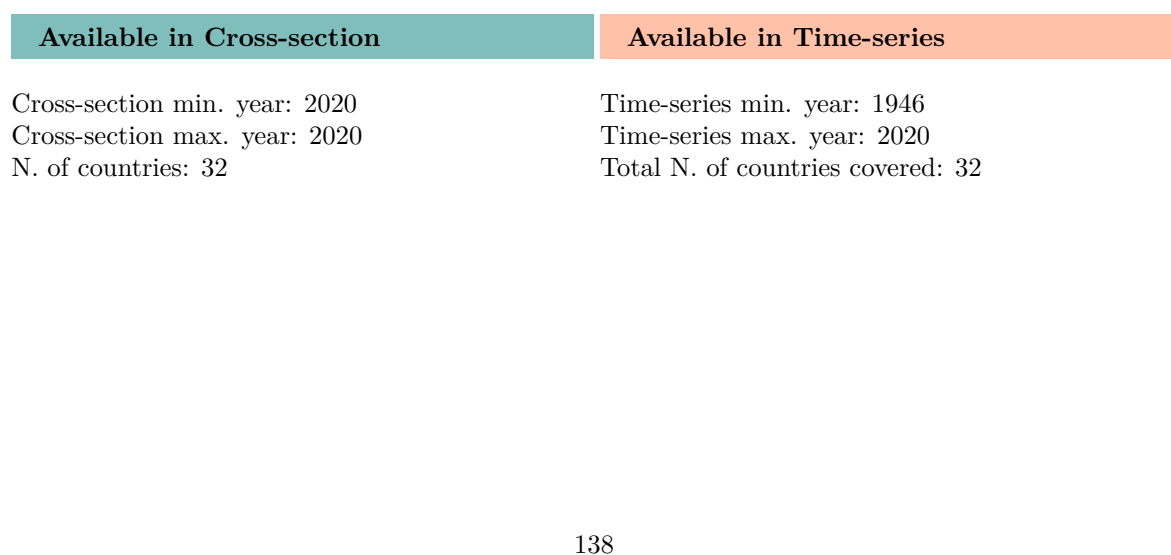 Available in Cross-section
Cross-section min. year: 2020
Cross-section max. year: 2020
N. of countries: 32
Available in Time-series
Time-series min. year: 1946
Time-series max. year: 2020
Total N. of countries covered: 32
138